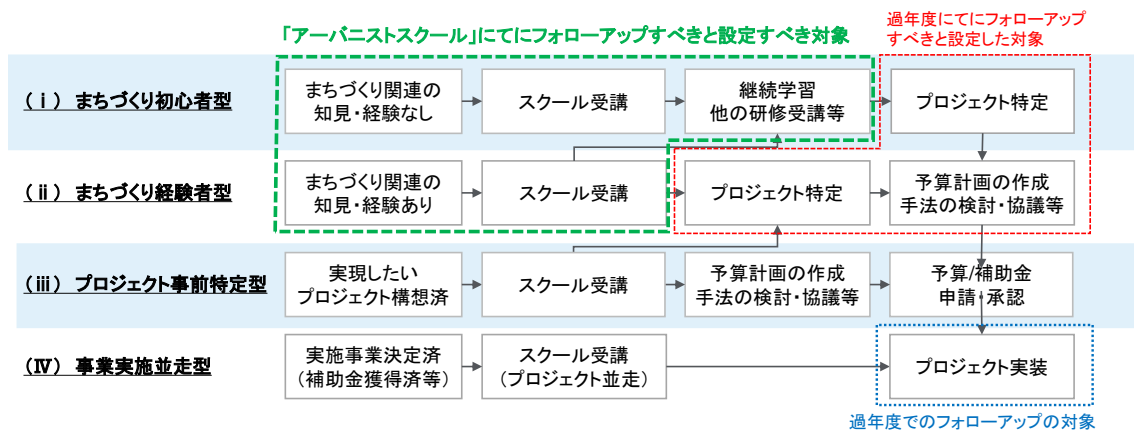 「アーバニストスクール」にてにフォローアップすべきと設定すべき対象
過年度にてにフォローアップ
すべきと設定した対象
(ⅰ) まちづくり初心者型
まちづくり関連の
知見・経験なし
スクール受講
継続学習
他の研修受講等
プロジェクト特定
(ⅱ) まちづくり経験者型
まちづくり関連の
知見・経験あり
スクール受講
プロジェクト特定
予算計画の作成
手法の検討・協議等
(ⅲ) プロジェクト事前特定型
実現したい
プロジェクト構想済
スクール受講
予算計画の作成
手法の検討・協議等
予算/補助金
申請・承認
(Ⅳ) 事業実施並走型
実施事業決定済
(補助金獲得済等)
スクール受講
(プロジェクト並走)
プロジェクト実装
過年度でのフォローアップの対象